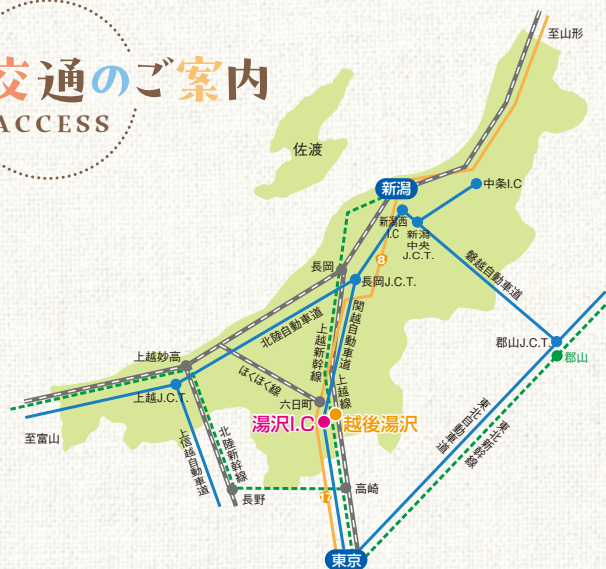 交通のご案内
ACCESS
至山形
佐渡
新潟
中条I.C
新潟西
I.C
新潟
中央
J.C.T.
8
磐越自動車道
長岡
長岡J.C.T.
北陸自動車道
上越新幹線
関越自動車道
上越線
郡山J.C.T.
郡山
上越妙高
ほくほく線
上越J.C.T.
六日町
湯沢I.C
越後湯沢
至富山
上信越自動車道
北陸新幹線
東北自動車道
東北新幹線
長野
高崎
17
東京